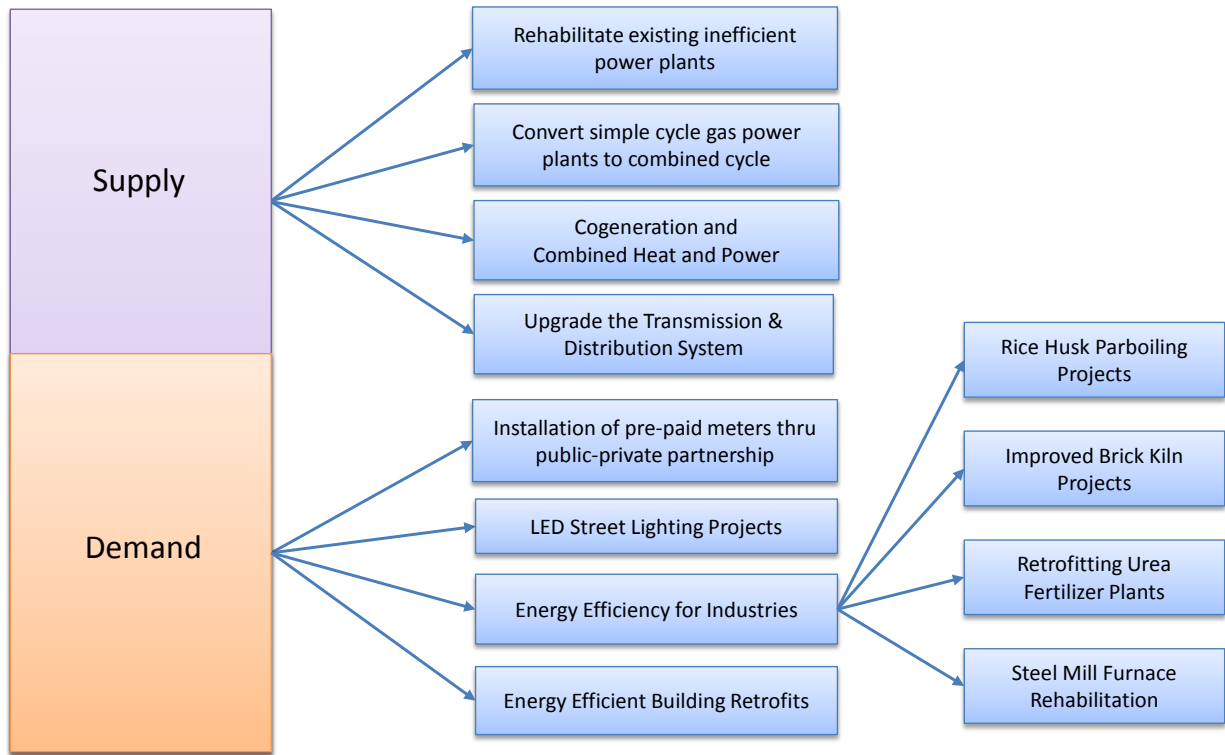 Supply
Rehabilitate existing inefficient
power plants
Convert simple cycle gas power
plants to combined cycle
Cogeneration and
Combined Heat and Power
Upgrade the Transmission &
Distribution System
Demand
Installation of pre-paid meters thru
public-private partnership
LED Street Lighting Projects
Energy Efficiency for Industries
Energy Efficient Building Retrofits
Rice Husk Parboiling
Projects
Improved Brick Kiln
Projects
Retrofitting Urea
Fertilizer Plants
Steel Mill Furnace
Rehabilitation